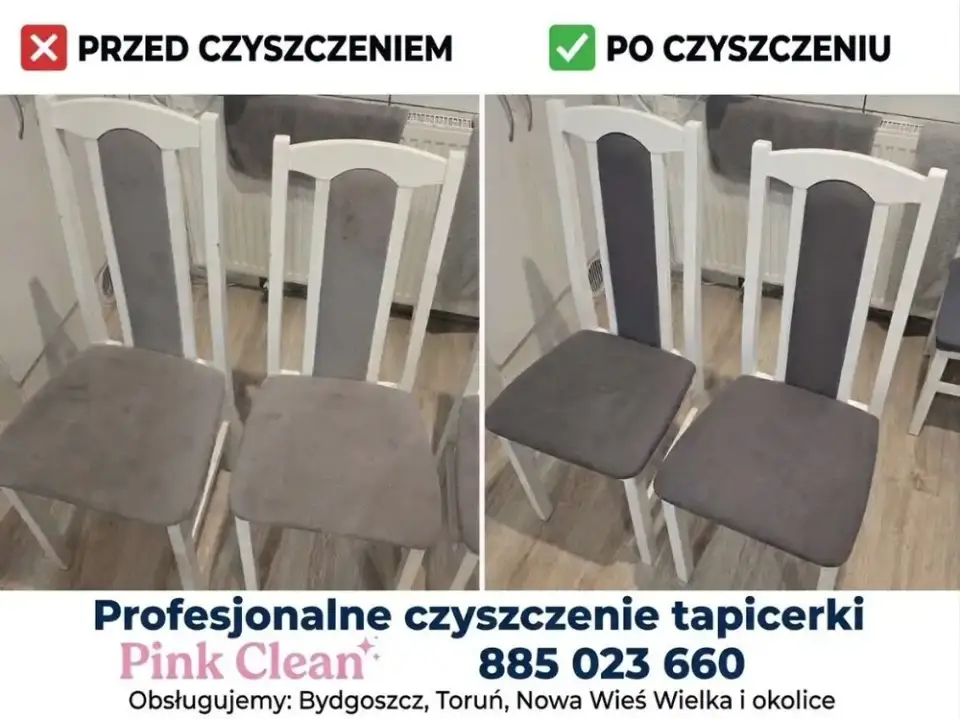 PRZED CZYSZCZENIEM
PO CZYSZCZENIU
Profesjonalne czyszczenie tapicerki
Pink Clean 885 023 660
Obsługujemy: Bydgoszcz, Toruń, Nowa Wieś Wielka i okolice